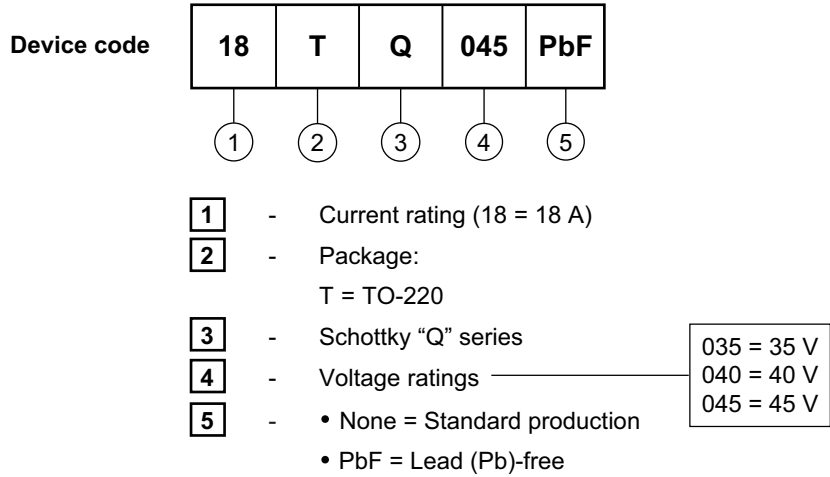 Device code 18 T Q 045 PbF
1 2 3 4 5
1 - Current rating (18 = 18 A)
2 - Package:
T = TO-220
3 - Schottky “Q” series
4 - Voltage ratings
035 = 35 V
040 = 40 V
045 = 45 V
5 - • None = Standard production
• PbF = Lead (Pb)-free